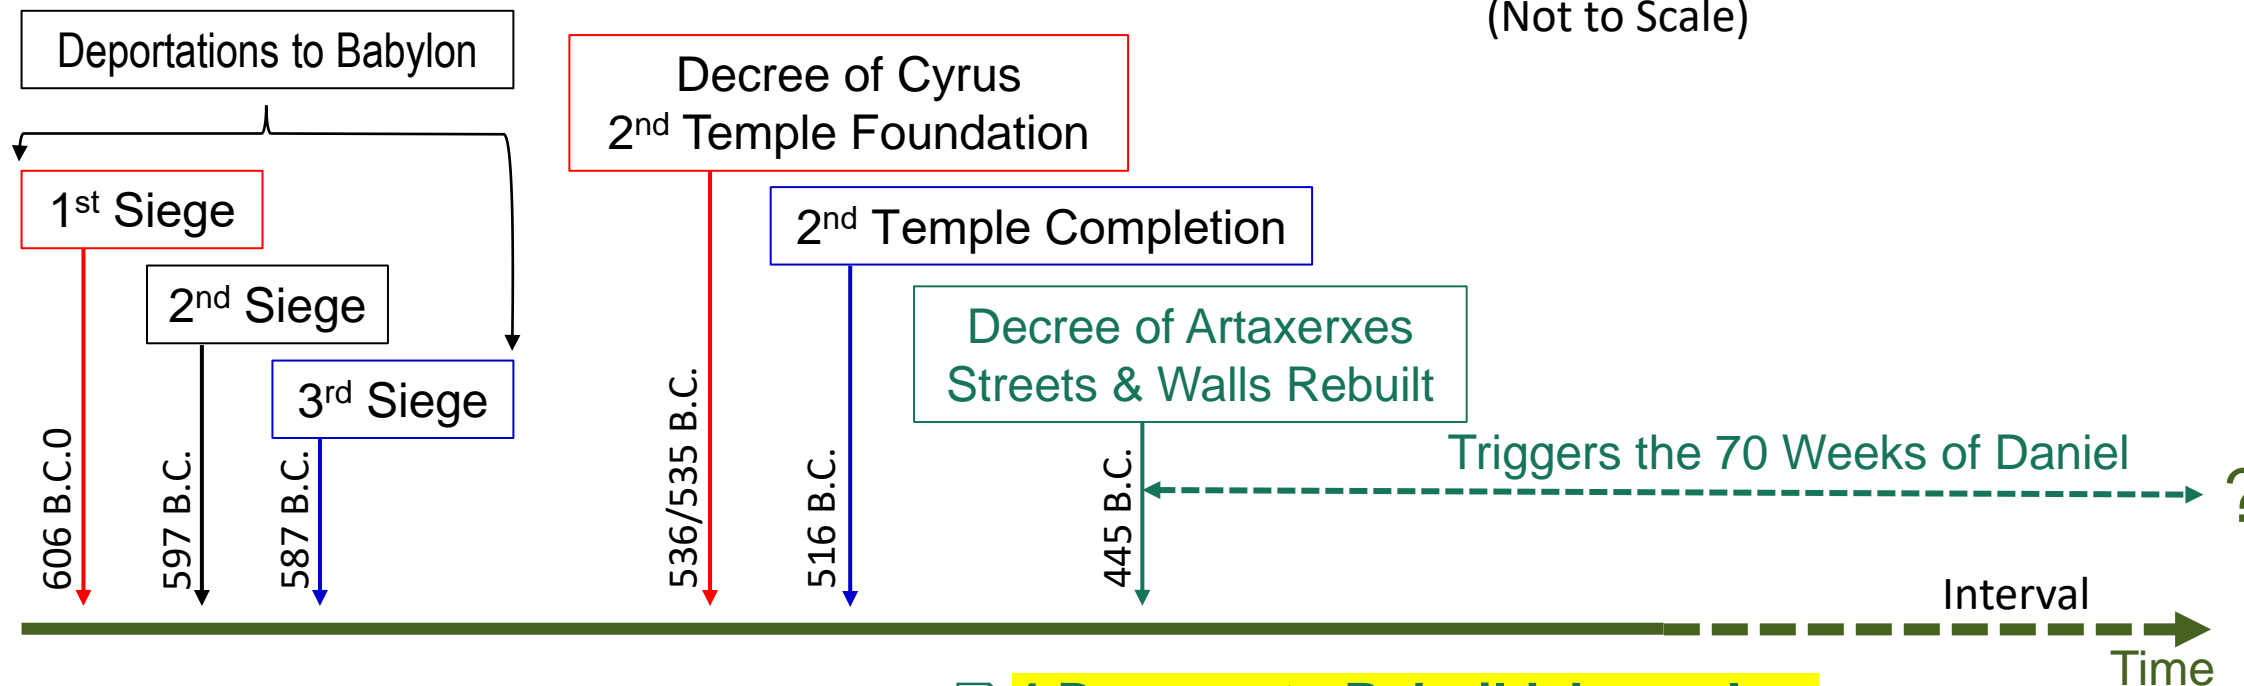 (Not to Scale)
Deportations to Babylon
Decree of Cyrus
2nd Temple Foundation
1st Siege
2nd Temple Completion
2nd Siege
Decree of Artaxerxes
Streets & Walls Rebuilt
3rd Siege
606 B.C.0
597 B.C.
587 B.C.
536/535 B.C.
516 B.C.
445 B.C.
Triggers the 70 Weeks of Daniel
?
Interval
Time